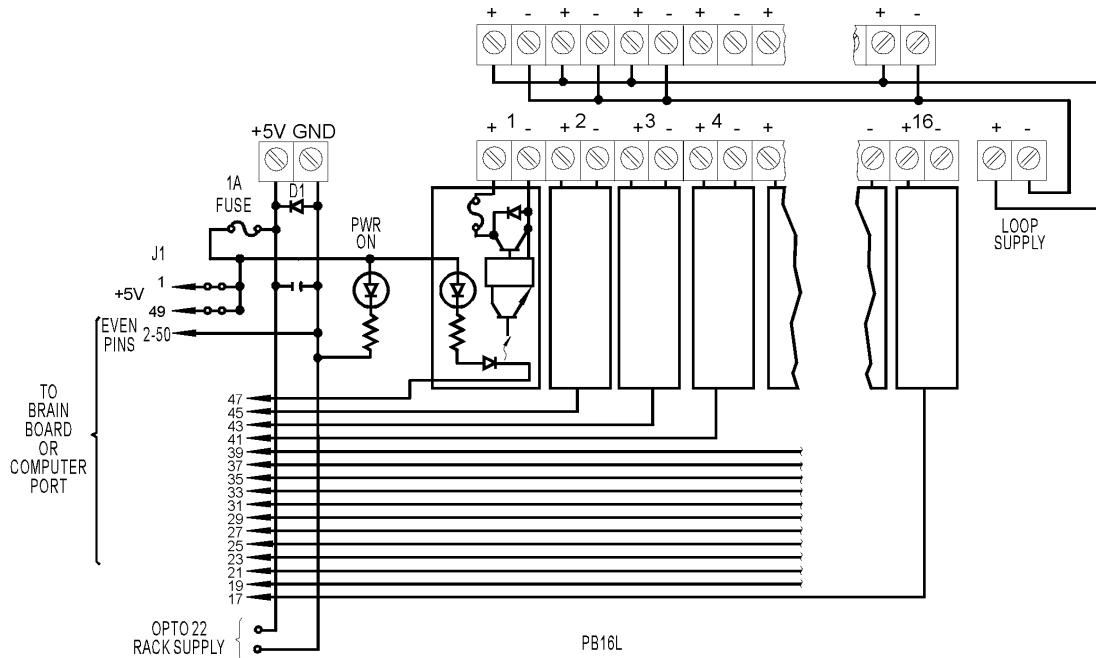 + - + - + - + - +
+ -
+5V GND
+ 1 - + 2 - + 3 - + 4 - +
- + 16 -
+ -
1A
FUSE
D1
PWR
ON
LOOP
SUPPLY
J1
1
+5V
49
EVEN
PINS
2-50
TO
BRAIN
BOARD
OR
COMPUTER
PORT
47
45
43
41
39
37
35
33
31
29
27
25
23
21
19
17
OPTO 22
RACK SUPPLY
PB16L